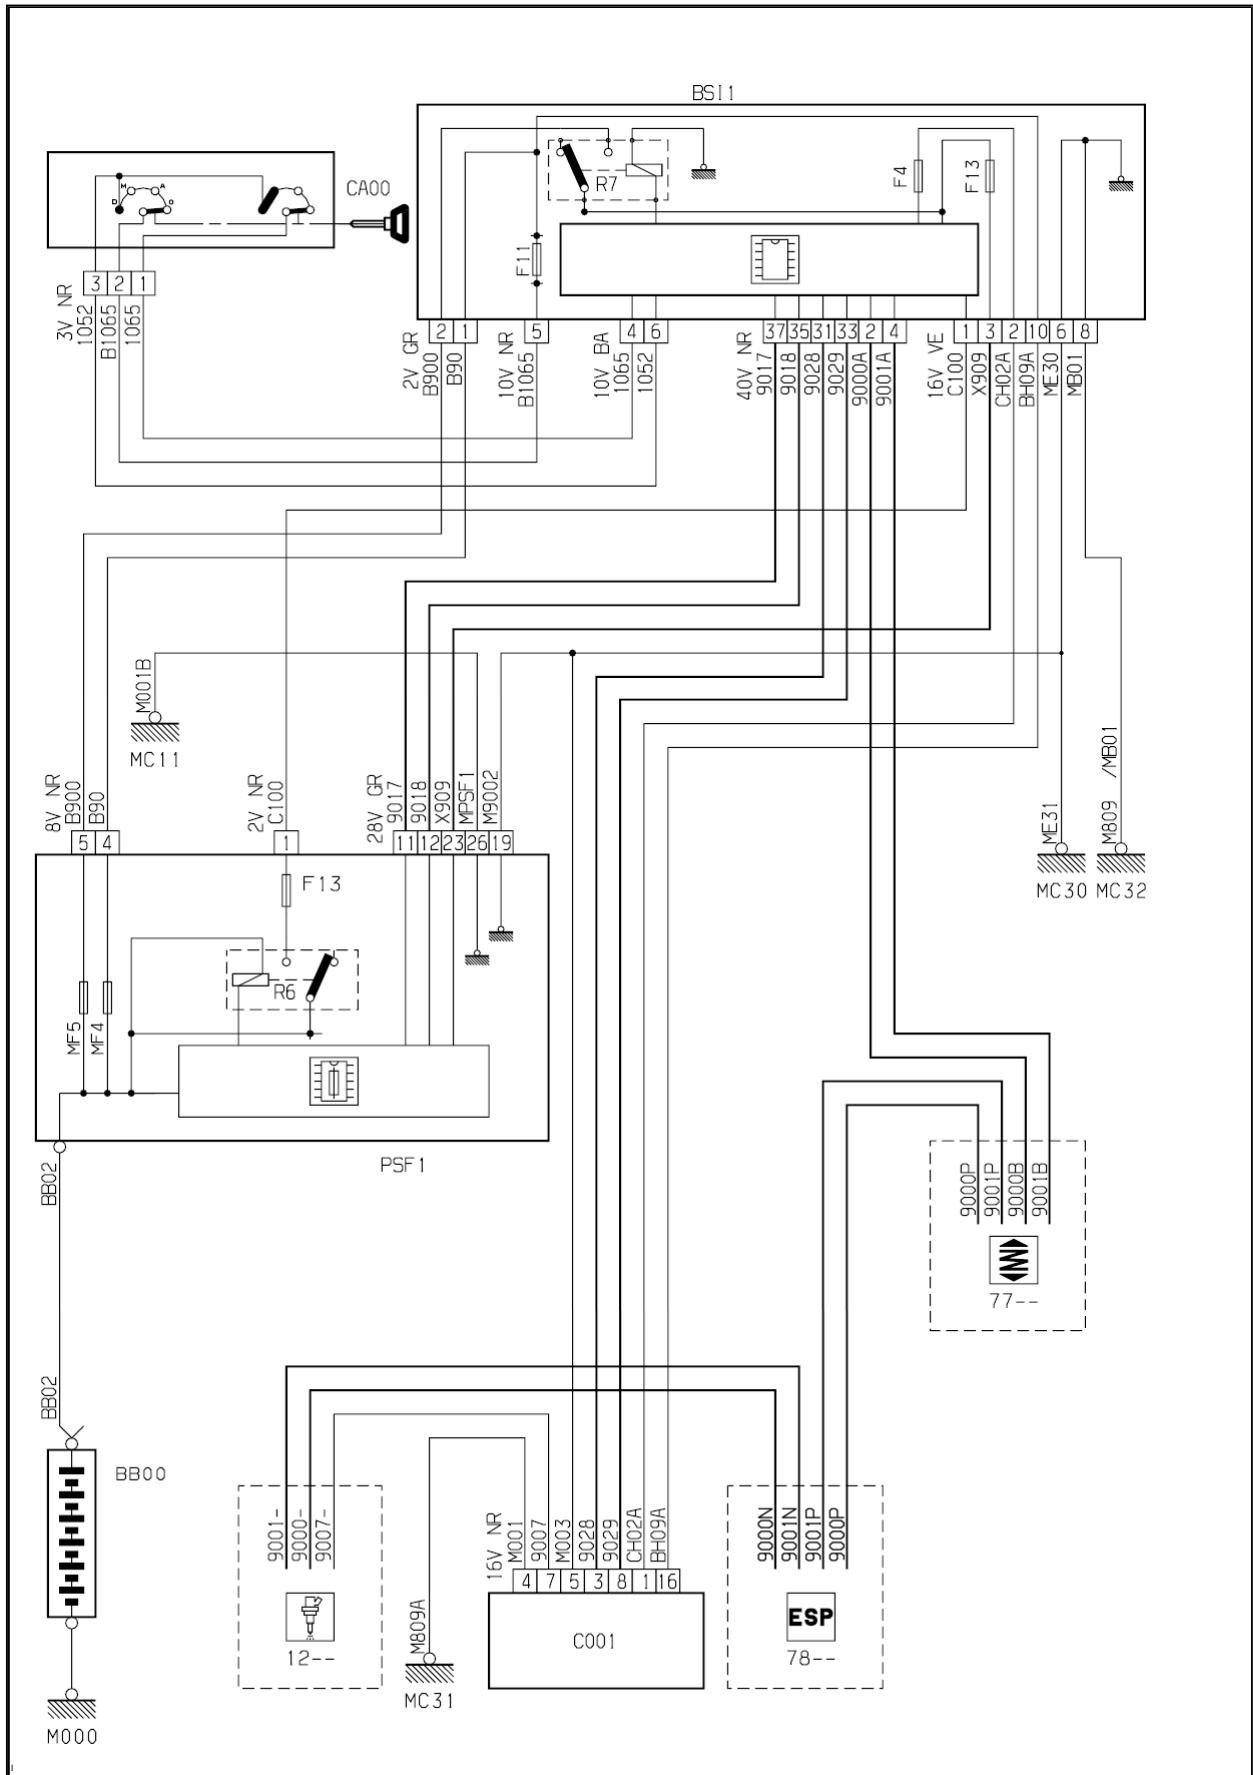 BSI1
CA00
M
A
D
R7
F4
F13
F11
3 2 1
3V NR
1052
B1065
1065
2 1
5
4 6
37 35 31 33 2 4
1 3 2 10 6 8
2V GR
B900
B90
10V NR
B1065
10V BA
1065
1052
40V NR
9017
9018
9028
9029
9000A
9001A
16V VE
C100
X909
CH02A
BH09A
ME30
MB01
M001B
MC11
8V NR
B900
B90
2V NR
C100
28V GR
9017
9018
X909
MPSF1
M9002
ME31
M809 /MB01
5 4
1
11 12 23 26 19
MC30
MC32
F13
R6
MF5
MF4
PSF1
BB02
9000P
9001P
9000B
9001B
77--
BB02
BB00
9001-
9000-
9007-
12--
M809A
MC31
16V NR
M001
9007
M003
9028
9029
CH02A
BH09A
4 7 5 3 8 1 16
C001
9000N
9001N
9001P
9000P
ESP
78--
M000